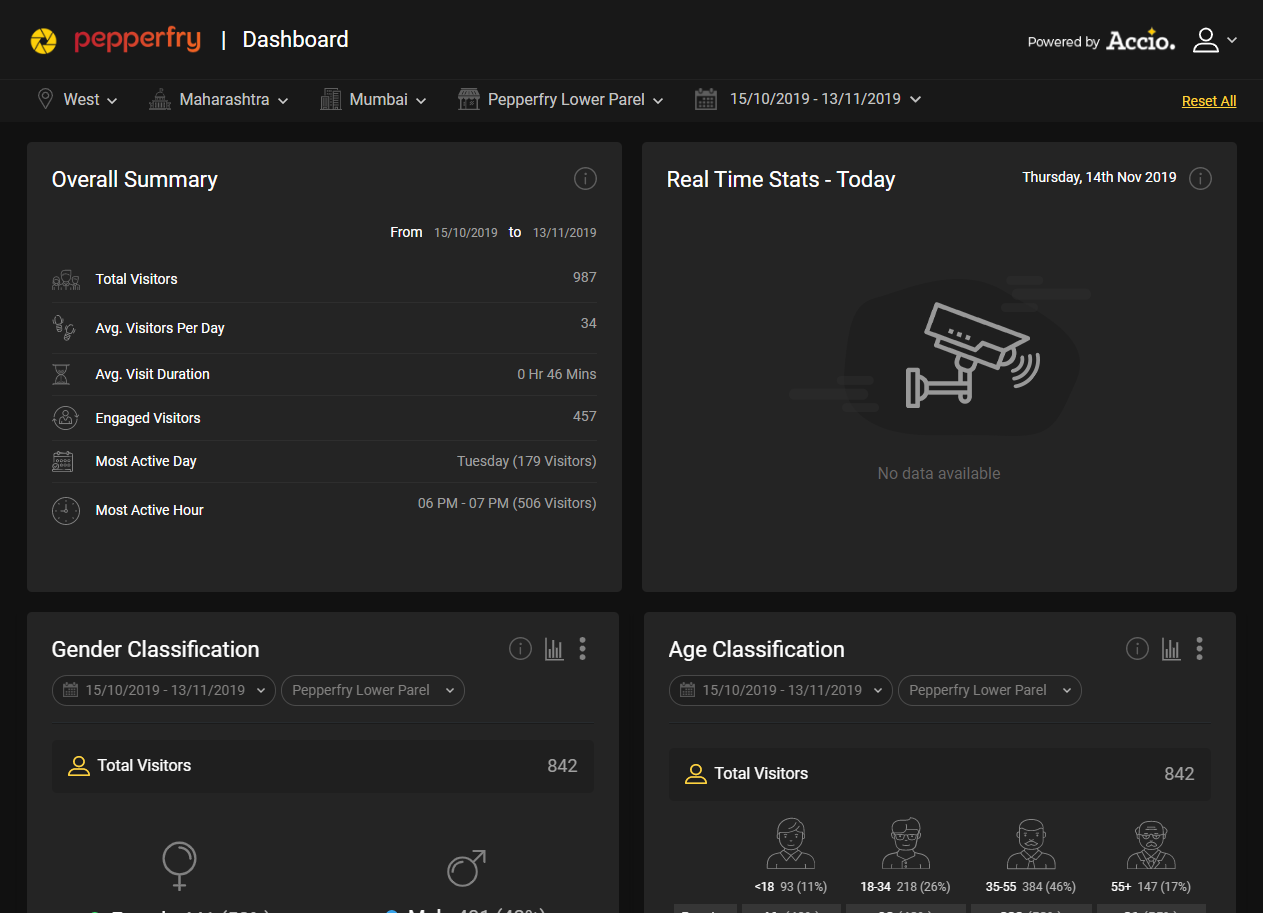 pepperfry | Dashboard
Powered by Accio.
West
Maharashtra
Mumbai
Pepperfry Lower Parel
15/10/2019 - 13/11/2019
Reset All
Overall Summary
From 15/10/2019 to 13/11/2019
Total Visitors 987
Avg. Visitors Per Day 34
Avg. Visit Duration 0 Hr 46 Mins
Engaged Visitors 457
Most Active Day Tuesday (179 Visitors)
Most Active Hour 06 PM - 07 PM (506 Visitors)
Real Time Stats - Today
Thursday, 14th Nov 2019
No data available
Gender Classification
15/10/2019 - 13/11/2019
Pepperfry Lower Parel
Total Visitors 842
Age Classification
15/10/2019 - 13/11/2019
Pepperfry Lower Parel
Total Visitors 842
<18 93 (11%)
18-34 218 (26%)
35-55 384 (46%)
55+ 147 (17%)